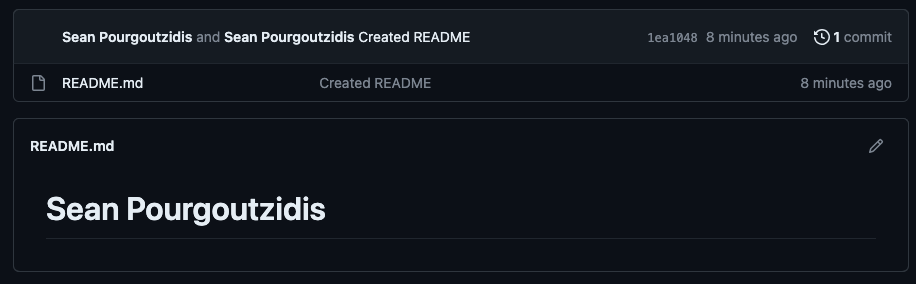 Sean Pourgoutzidis and Sean Pourgoutzidis Created README 1ea1048 8 minutes ago 1 commit
README.md Created README 8 minutes ago
README.md
Sean Pourgoutzidis